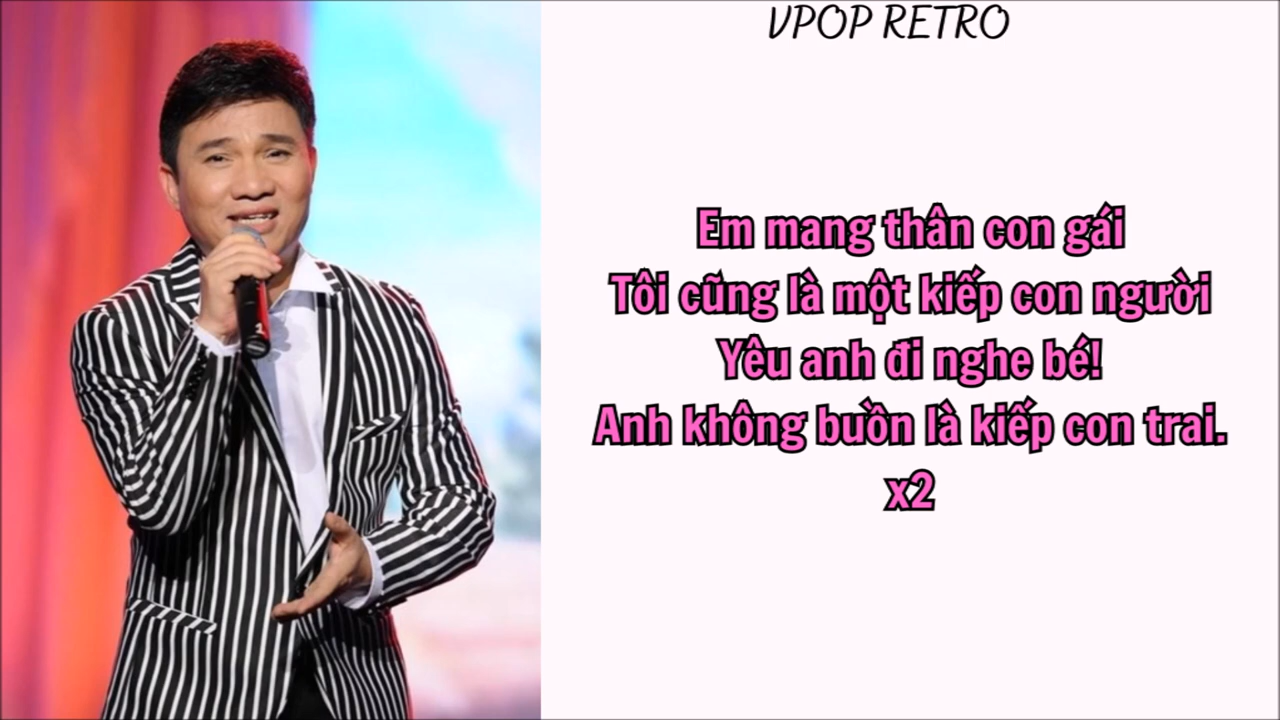 VPOP RETRO
Em mang thân con gái
Tôi cũng là một kiếp con người
Yêu anh đi nghe bé!
Anh không buồn là kiếp con trai.
x2